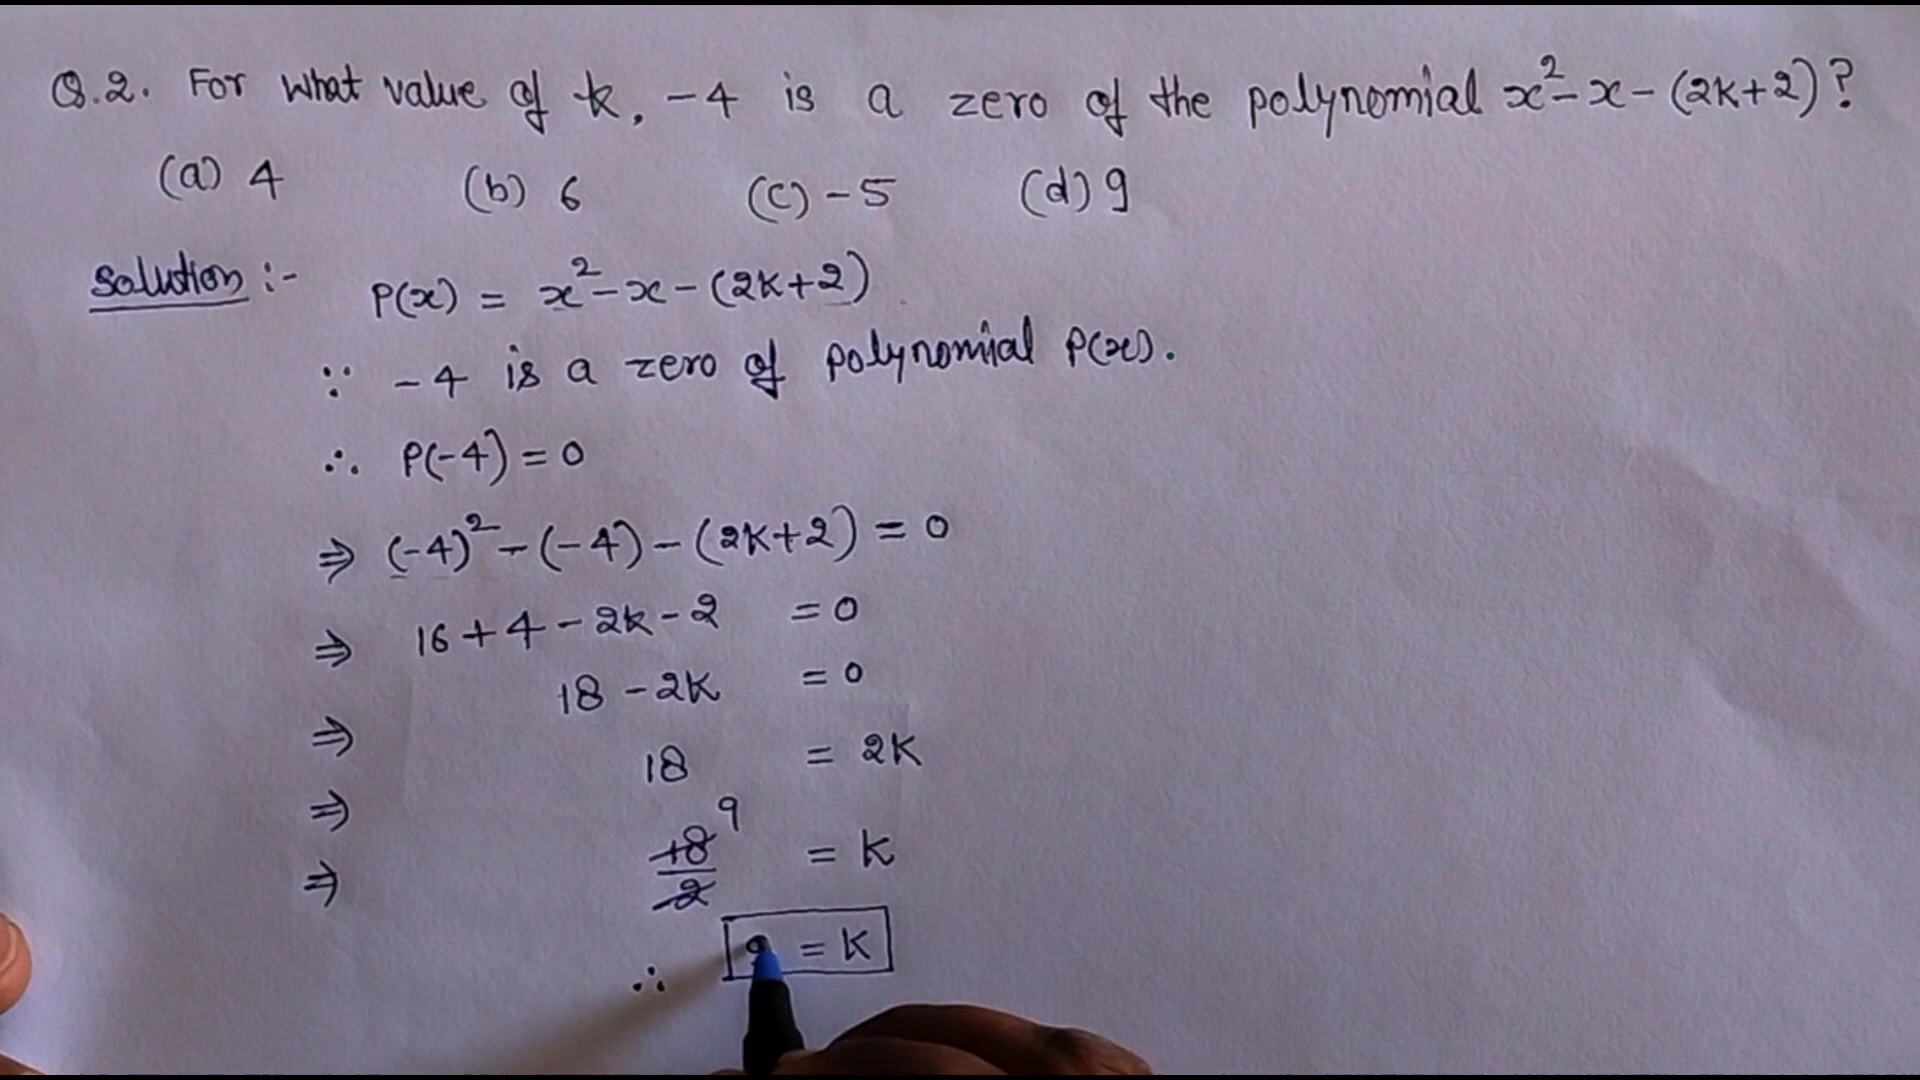 Q.2. For what value of k, -4 is a zero of the polynomial x²-x-(2k+2)?
(a) 4 (b) 6 (c) -5 (d) 9
Solution :- P(x) = x²-x-(2k+2)
∵ -4 is a zero of polynomial P(x).
∴ P(-4) = 0
⇒ (-4)²-(-4)-(2k+2) = 0
⇒ 16+4-2k-2 = 0
⇒ 18-2k = 0
⇒ 18 = 2k
⇒ 18/2 9 = k
∴ 9 = k